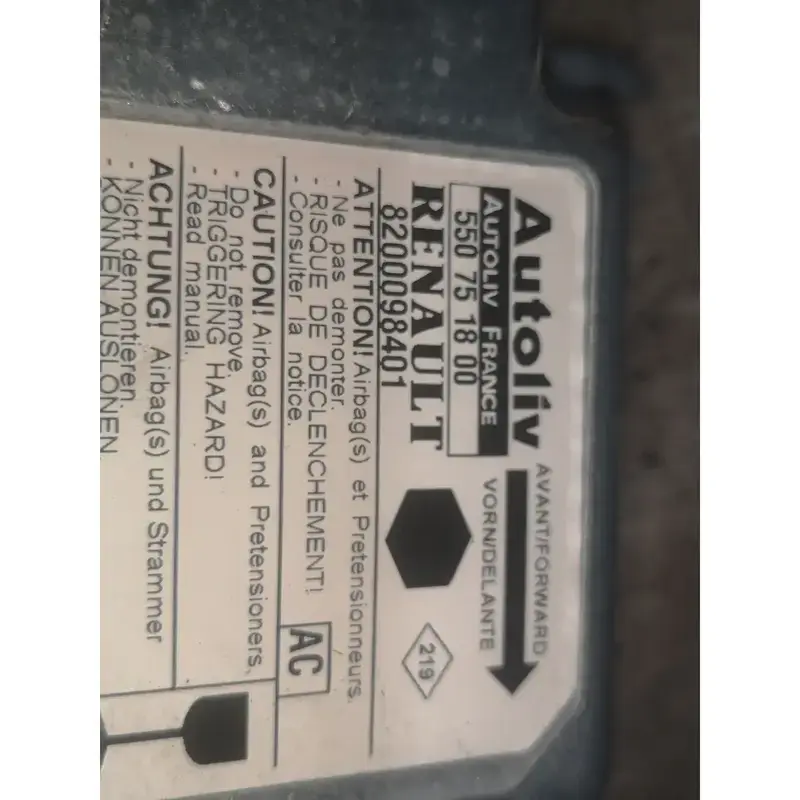 Autoliv
AUTOLIV FRANCE
550 75 18 00
RENAULT
8200098401
AVANT/FORWARD
VORN/DELANTE
219
ATTENTION! Airbag(s) et Pretensionneurs.
- Ne pas demonter.
- RISQUE DE DECLENCHEMENT!
- Consulter la notice.
AC
CAUTION! Airbag(s) and Pretensioners.
- Do not remove.
- TRIGGERING HAZARD!
- Read manual.
ACHTUNG! Airbag(s) und Strammer
- Nicht demontieren.
- KÖNNEN AUSLÖNEN